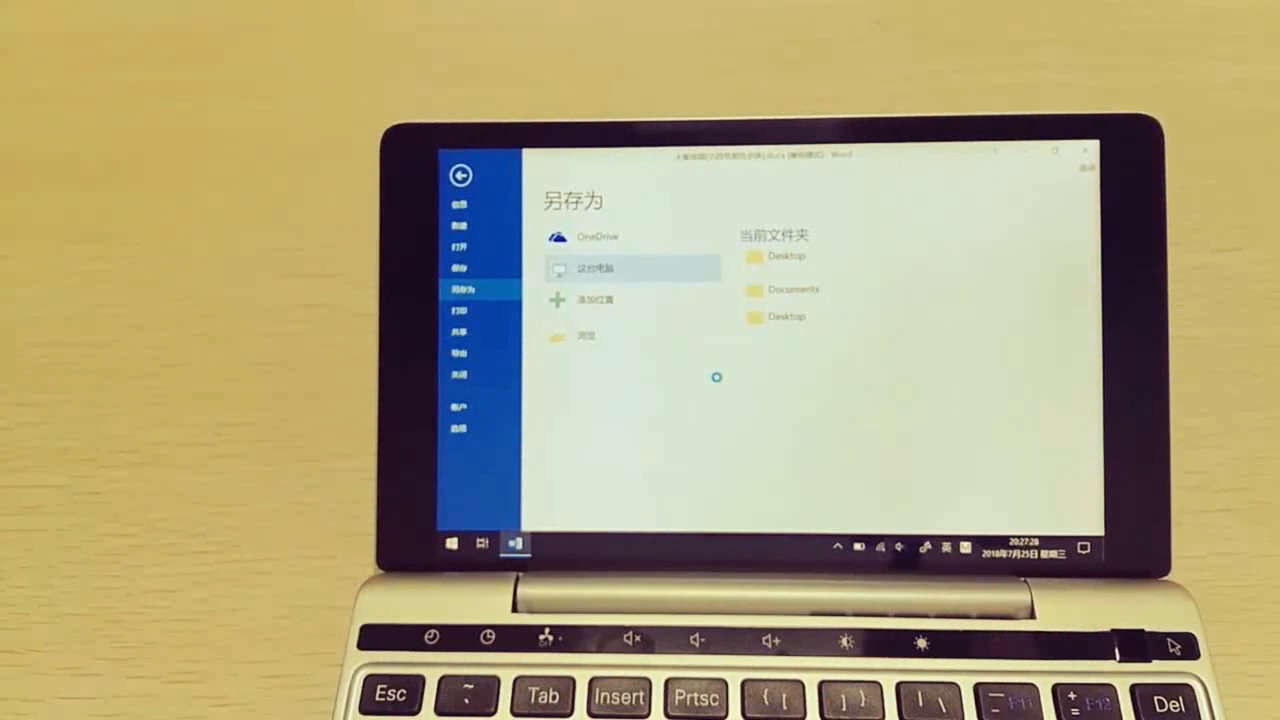 另存为
信息
新建
打开
保存
另存为
打印
共享
导出
关闭
帐户
选项
OneDrive
这台电脑
添加位置
浏览
当前文件夹
Desktop
Documents
Desktop
英
M
20:27:28
2018年7月25日 星期三
Esc
~
Tab
Insert
Prtsc
{ [
} ]
| \
_ - F11
+ = F12
Del